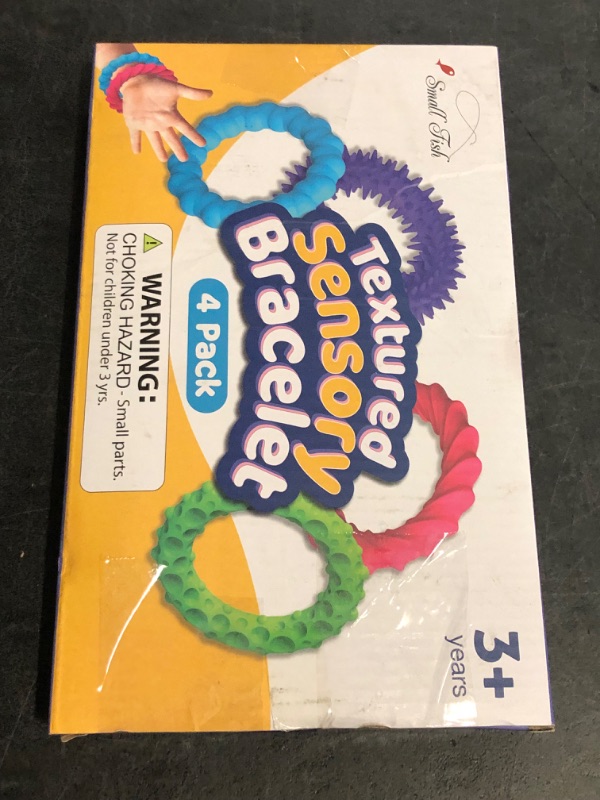 Small Fish
Textured
Sensory
Bracelet
4 Pack
WARNING:
CHOKING HAZARD - Small parts.
Not for children under 3 yrs.
3+
years